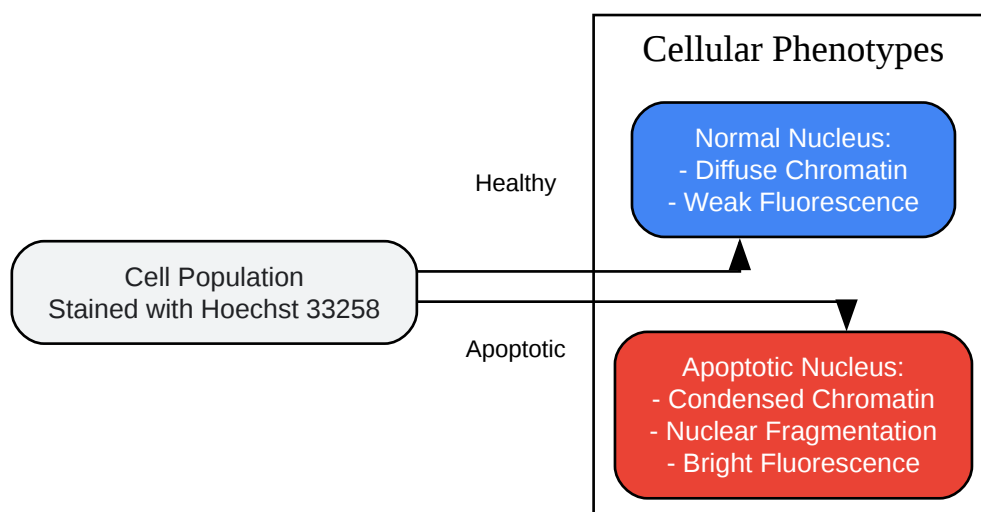 Cellular Phenotypes
Normal Nucleus:
- Diffuse Chromatin
- Weak Fluorescence
Healthy
Cell Population
Stained with Hoechst 33258
Apoptotic
Apoptotic Nucleus:
- Condensed Chromatin
- Nuclear Fragmentation
- Bright Fluorescence